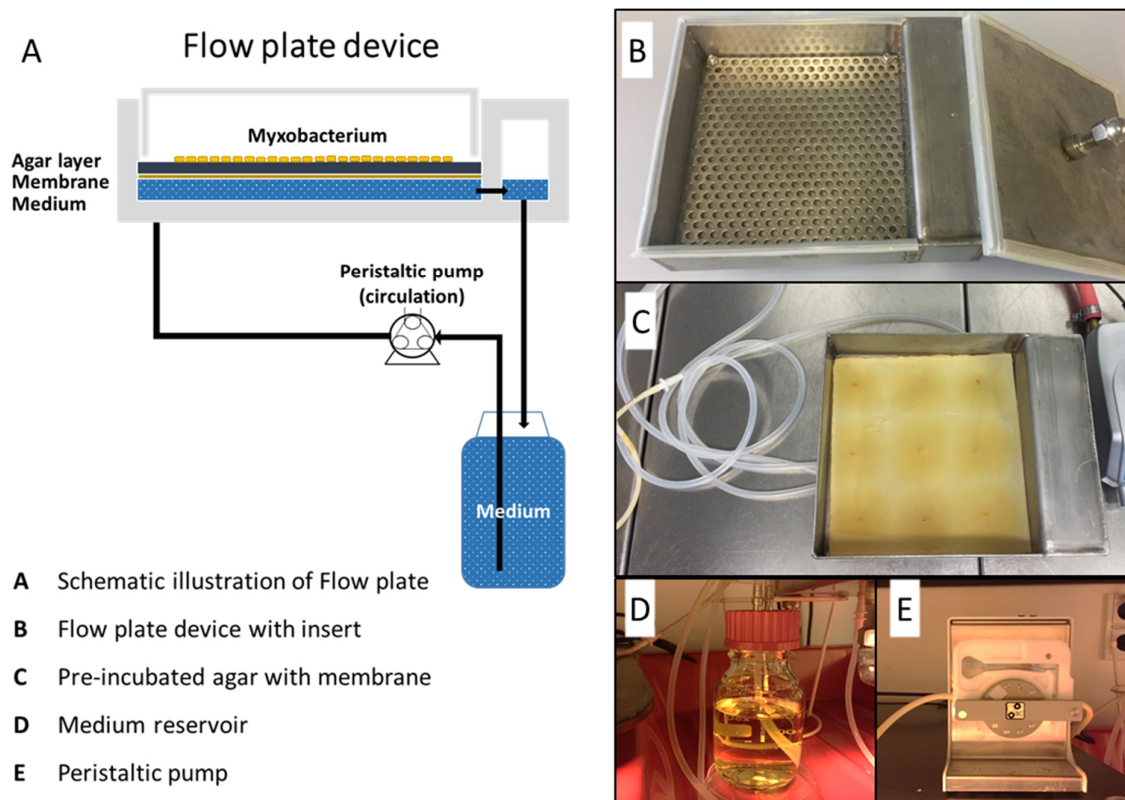 A
Flow plate device
Myxobacterium
Agar layer
Membrane
Medium
Peristaltic pump
(circulation)
Medium
A Schematic illustration of Flow plate
B Flow plate device with insert
C Pre-incubated agar with membrane
D Medium reservoir
E Peristaltic pump
B
C
D
E